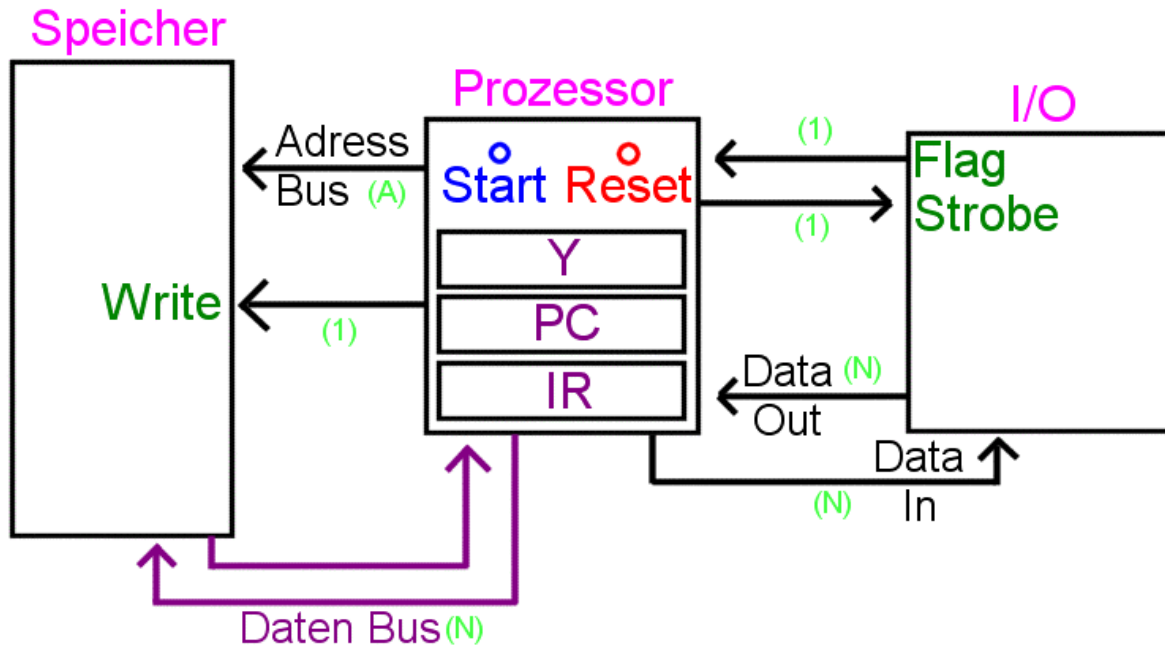 Speicher
Prozessor
I/O
Adress
Bus (A)
Start Reset
(1)
Flag
(1)
Strobe
Y
Write
(1)
PC
IR
Data (N)
Out
Data
(N) In
Daten Bus (N)